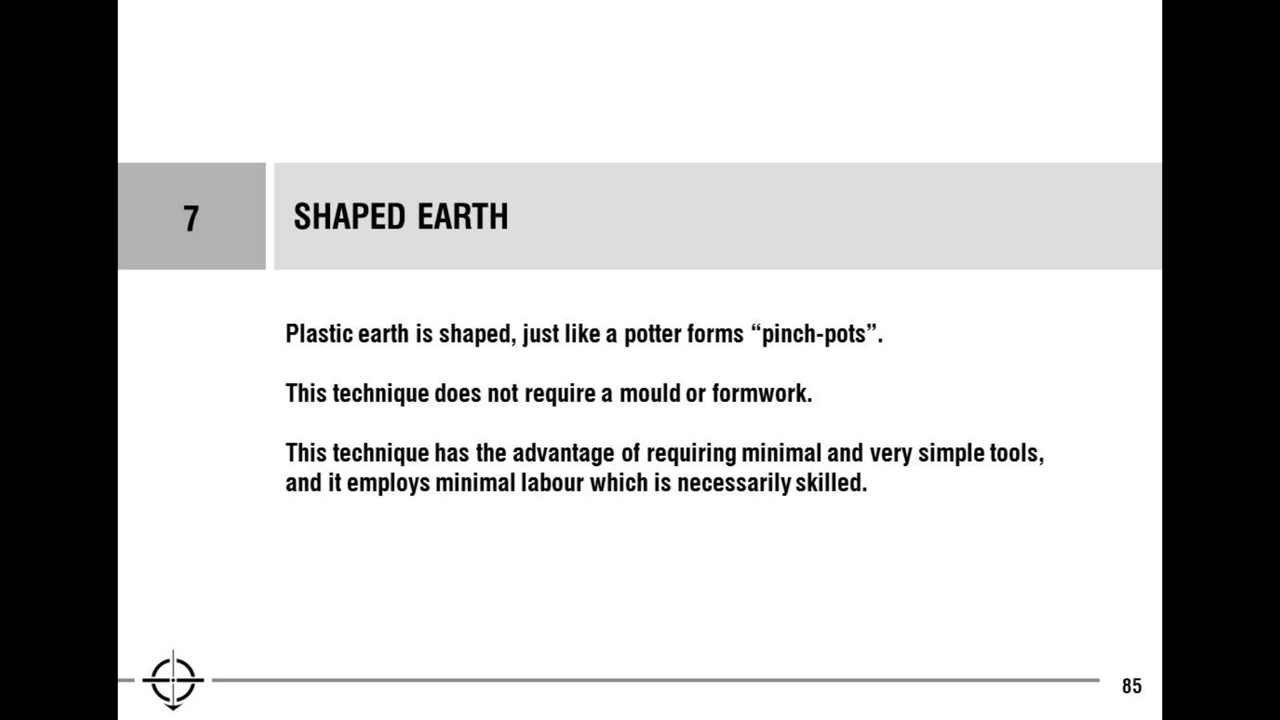 7
SHAPED EARTH
Plastic earth is shaped, just like a potter forms “pinch-pots”.
This technique does not require a mould or formwork.
This technique has the advantage of requiring minimal and very simple tools,
and it employs minimal labour which is necessarily skilled.
85